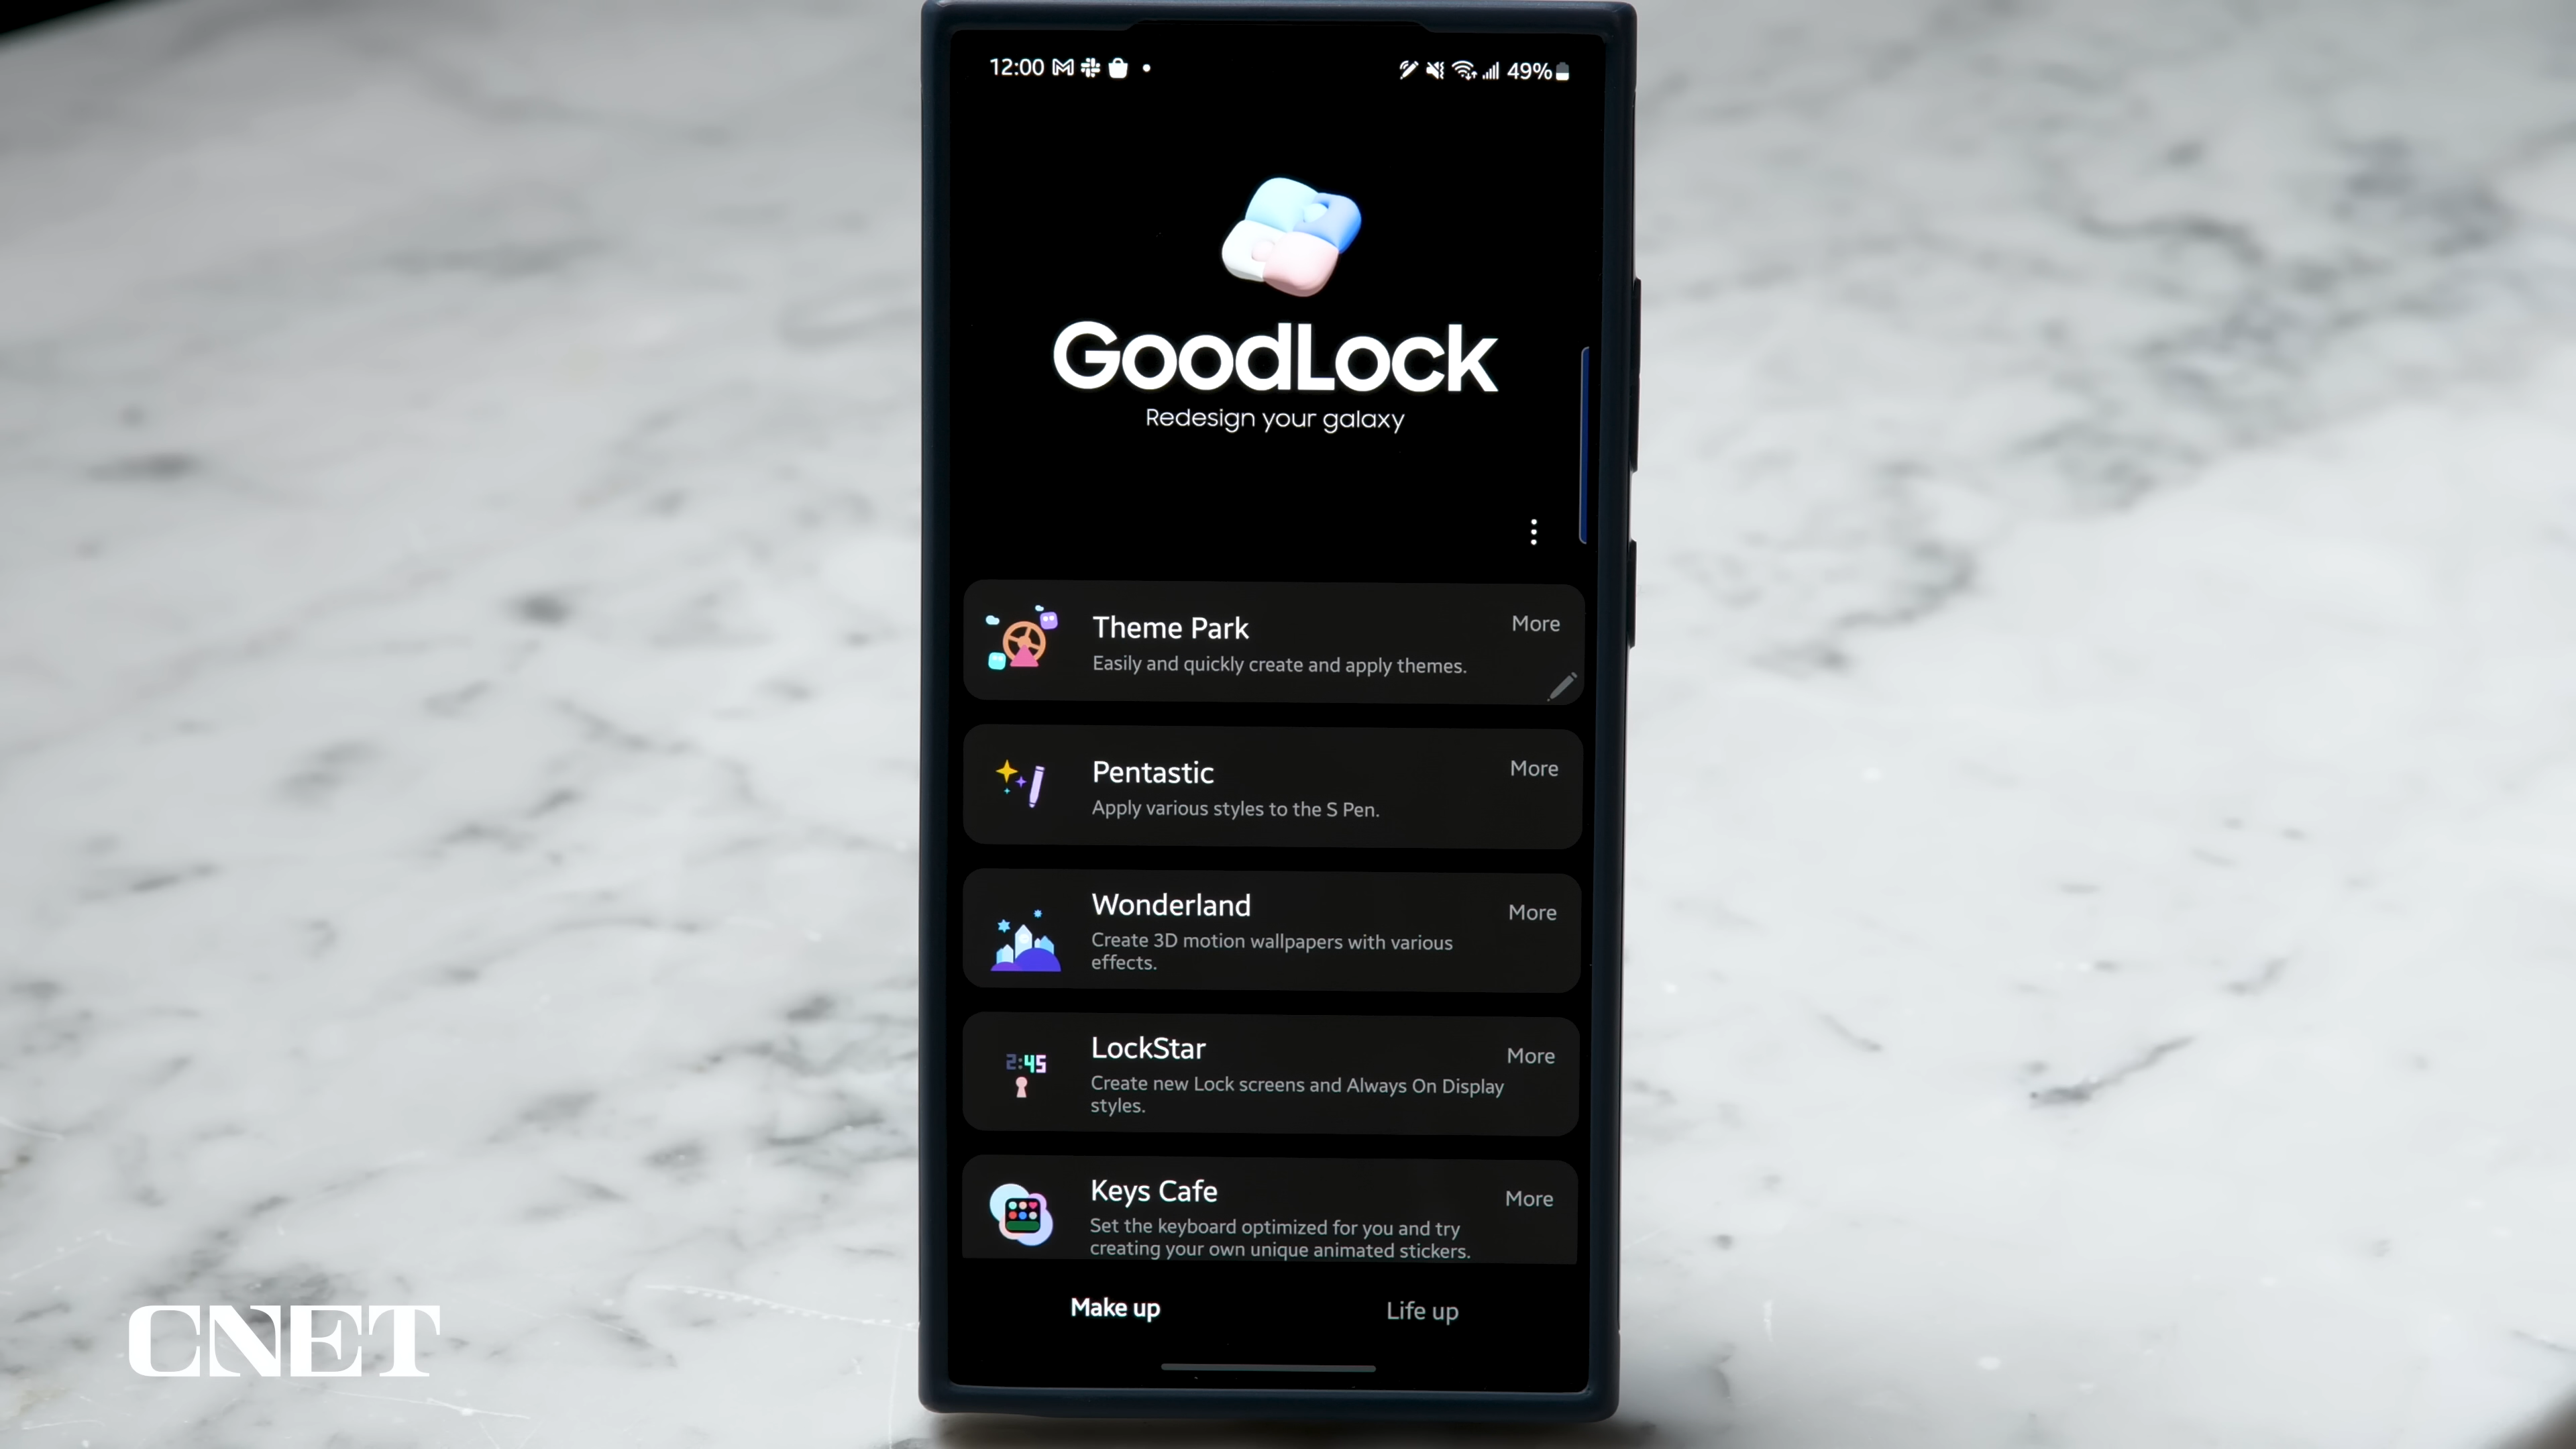 12:00
49%
GoodLock
Redesign your galaxy
Theme Park
More
Easily and quickly create and apply themes.
Pentastic
More
Apply various styles to the S Pen.
Wonderland
More
Create 3D motion wallpapers with various
effects.
2:45
LockStar
More
Create new Lock screens and Always On Display
styles.
Keys Cafe
More
Set the keyboard optimized for you and try
creating your own unique animated stickers.
Make up
Life up
CNET